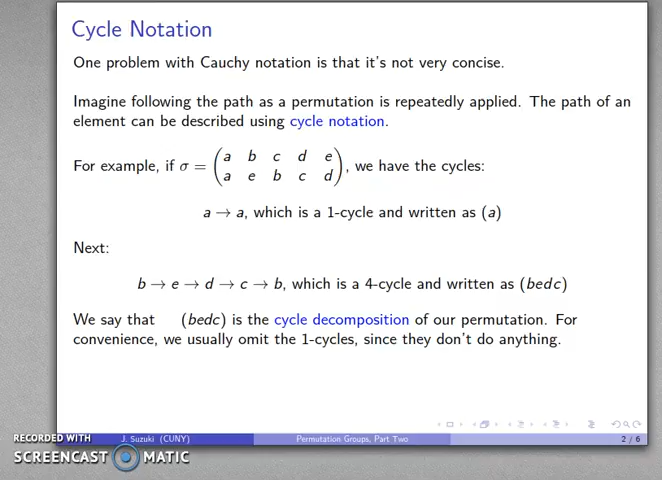 Cycle Notation
One problem with Cauchy notation is that it's not very concise.
Imagine following the path as a permutation is repeatedly applied. The path of an
element can be described using cycle notation.
For example, if σ = (a b c d e
a e b c d), we have the cycles:
a → a, which is a 1-cycle and written as (a)
Next:
b → e → d → c → b, which is a 4-cycle and written as (bedc)
We say that (bedc) is the cycle decomposition of our permutation. For
convenience, we usually omit the 1-cycles, since they don't do anything.
J. Suzuki (CUNY) Permutation Groups, Part Two 2 / 6
RECORDED WITH
SCREENCAST MATIC